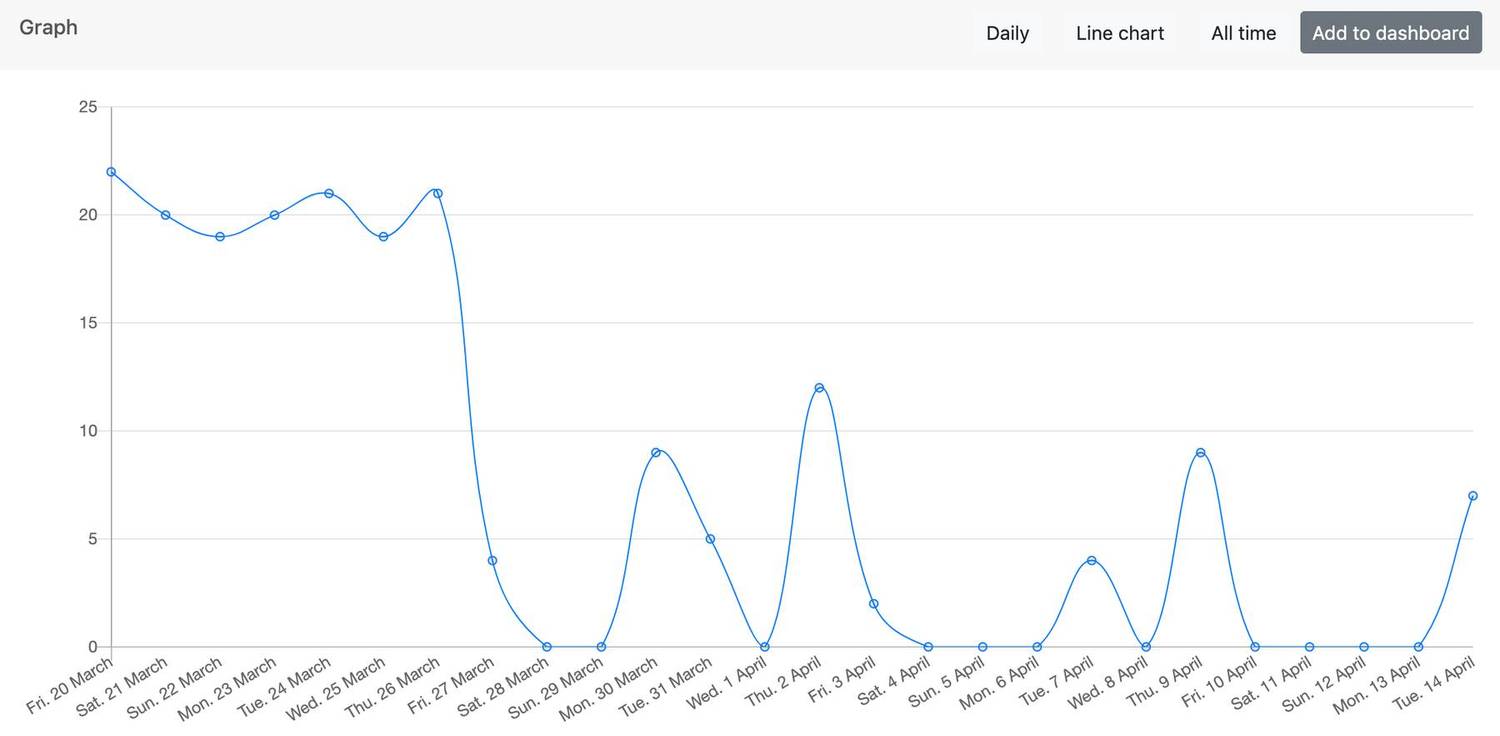 Graph
Daily Line chart All time Add to dashboard
25
20
15
10
5
0
Fri. 20 March
Sat. 21 March
Sun. 22 March
Mon. 23 March
Tue. 24 March
Wed. 25 March
Thu. 26 March
Fri. 27 March
Sat. 28 March
Sun. 29 March
Mon. 30 March
Tue. 31 March
Wed. 1 April
Thu. 2 April
Fri. 3 April
Sat. 4 April
Sun. 5 April
Mon. 6 April
Tue. 7 April
Wed. 8 April
Thu. 9 April
Fri. 10 April
Sat. 11 April
Sun. 12 April
Mon. 13 April
Tue. 14 April